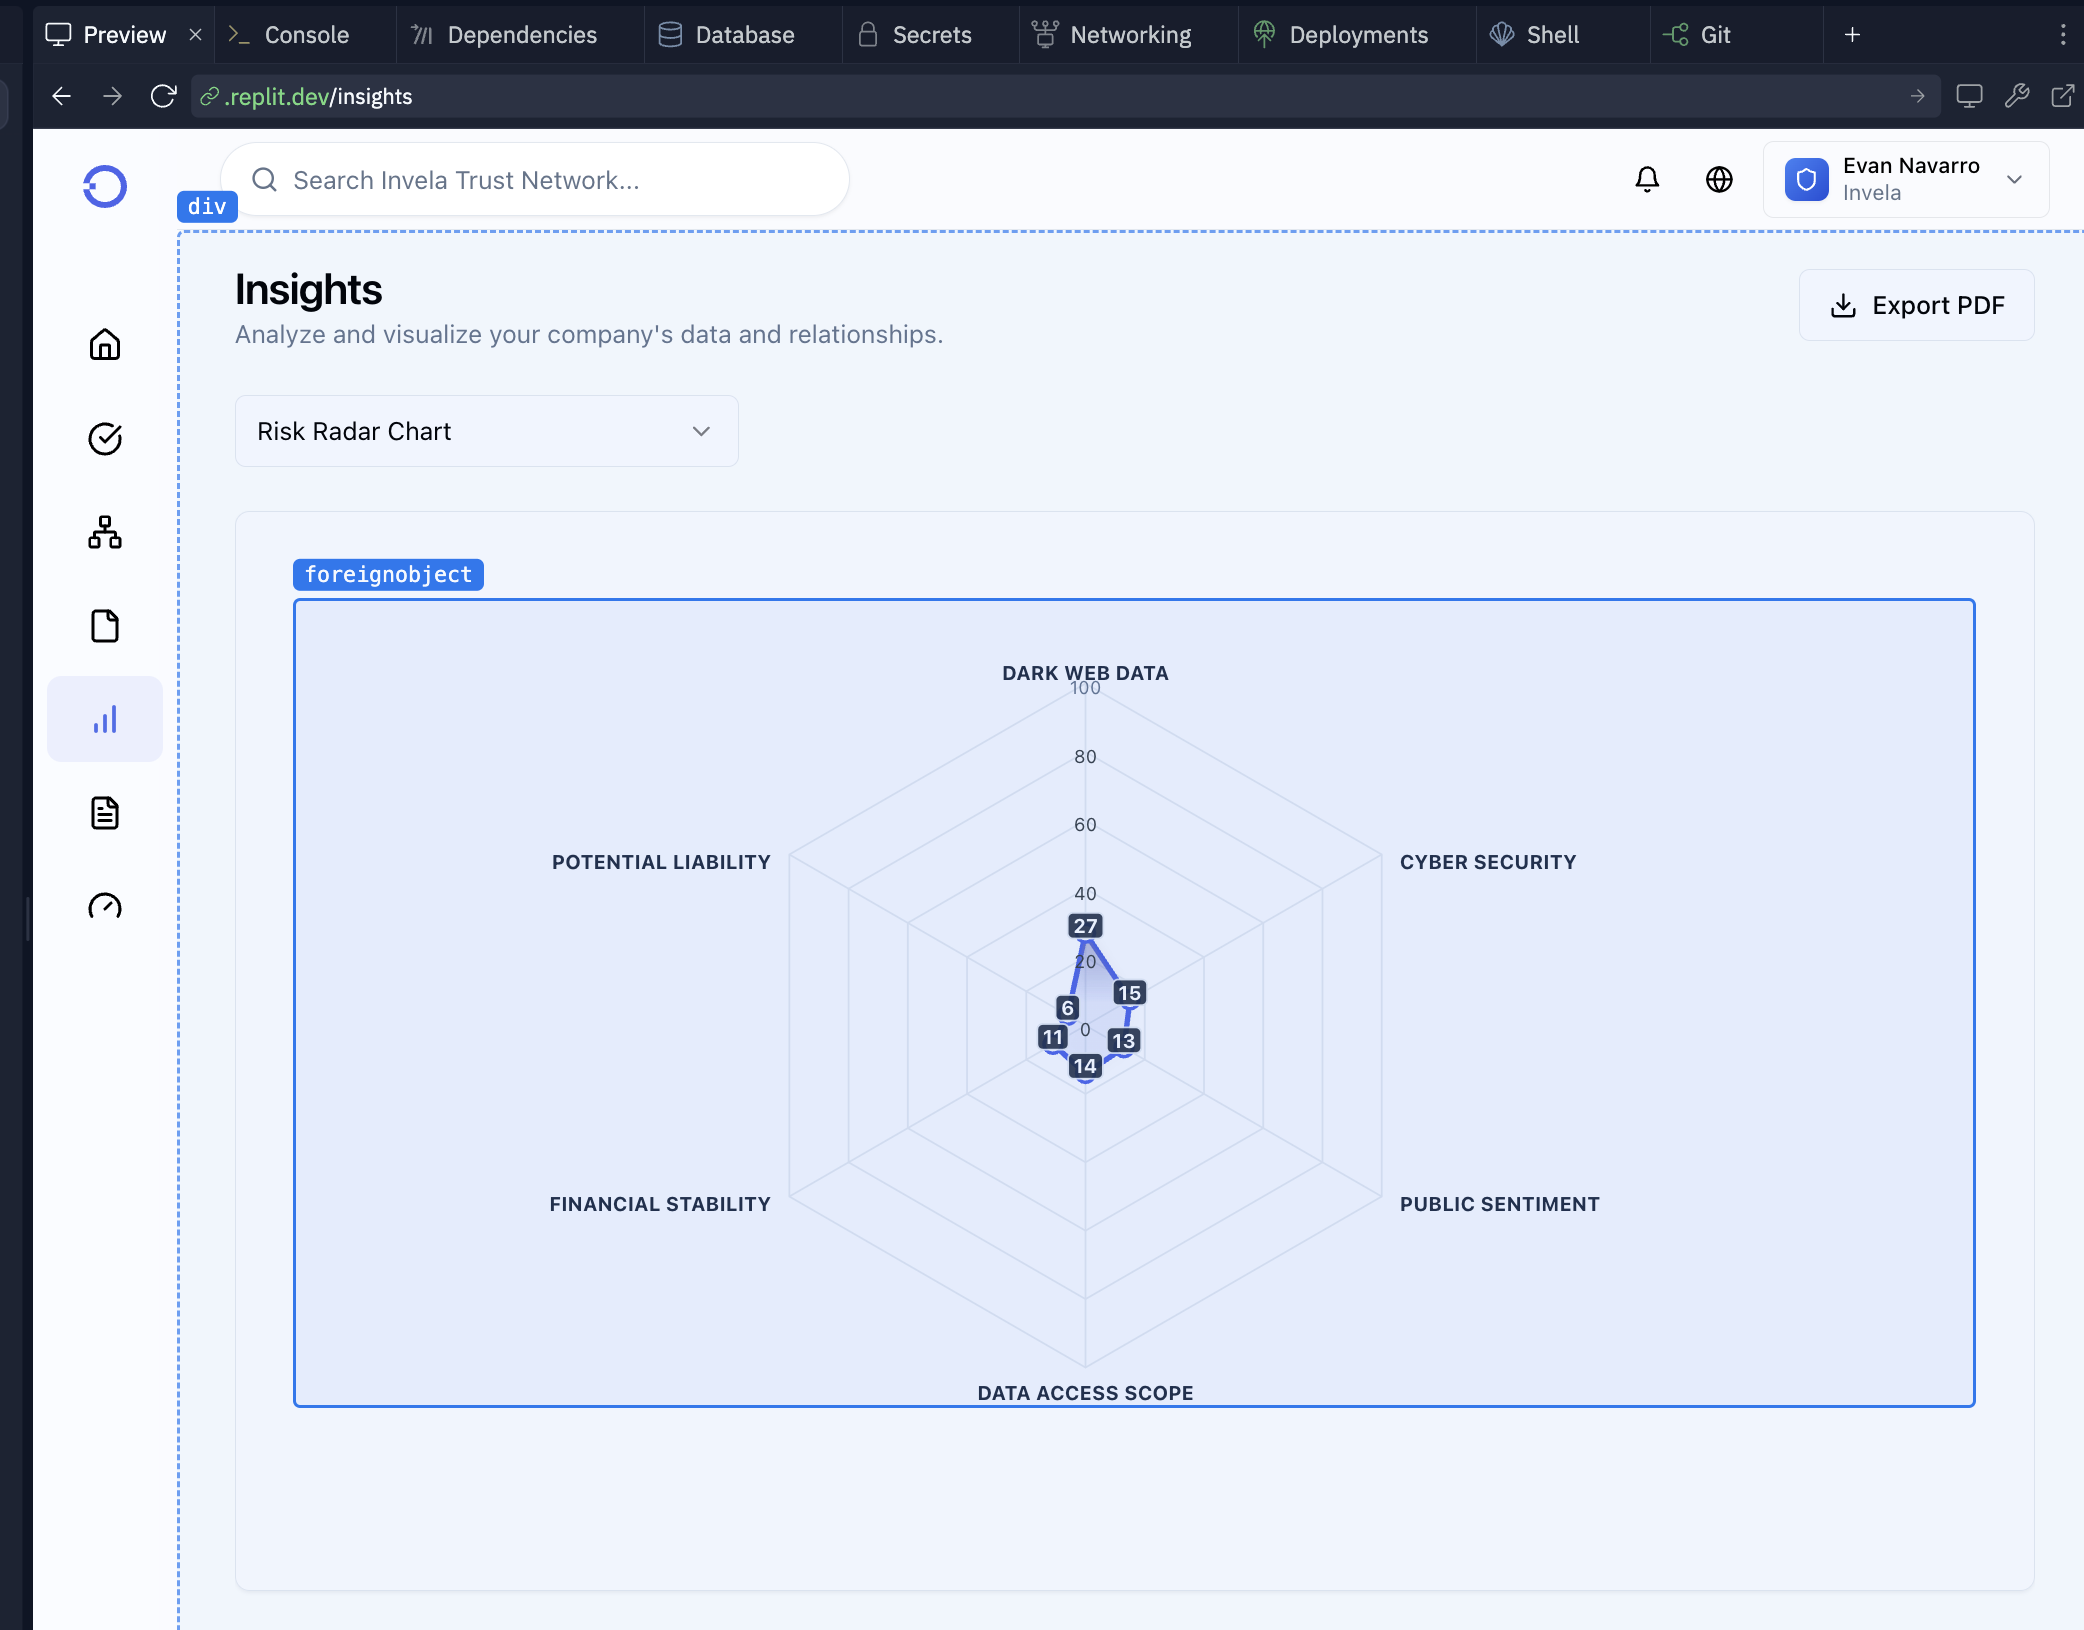 Preview
Console
Dependencies
Database
Secrets
Networking
Deployments
Shell
Git
.replit.dev/insights
Search Invela Trust Network...
Evan Navarro
Invela
div
Insights
Analyze and visualize your company's data and relationships.
Export PDF
Risk Radar Chart
foreignobject
DARK WEB DATA
100
80
60
POTENTIAL LIABILITY
CYBER SECURITY
40
27
20
15
6
0
11
13
14
FINANCIAL STABILITY
PUBLIC SENTIMENT
DATA ACCESS SCOPE